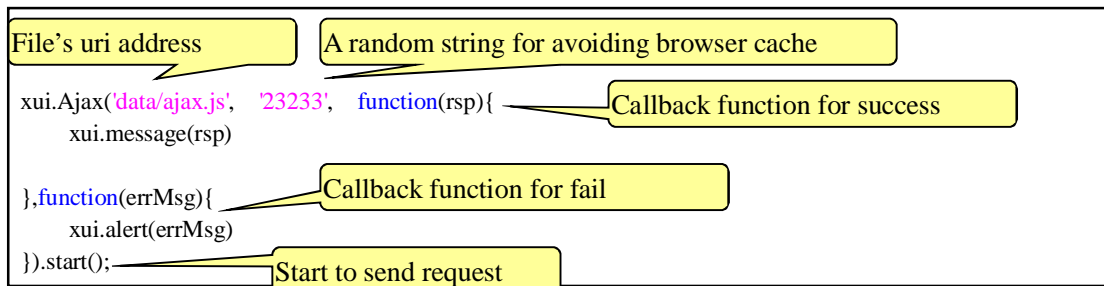 File's uri address
A random string for avoiding browser cache
xui.Ajax('data/ajax.js', '23233', function(rsp){
Callback function for success
xui.message(rsp)
Callback function for fail
},function(errMsg){
xui.alert(errMsg)
}).start();
Start to send request